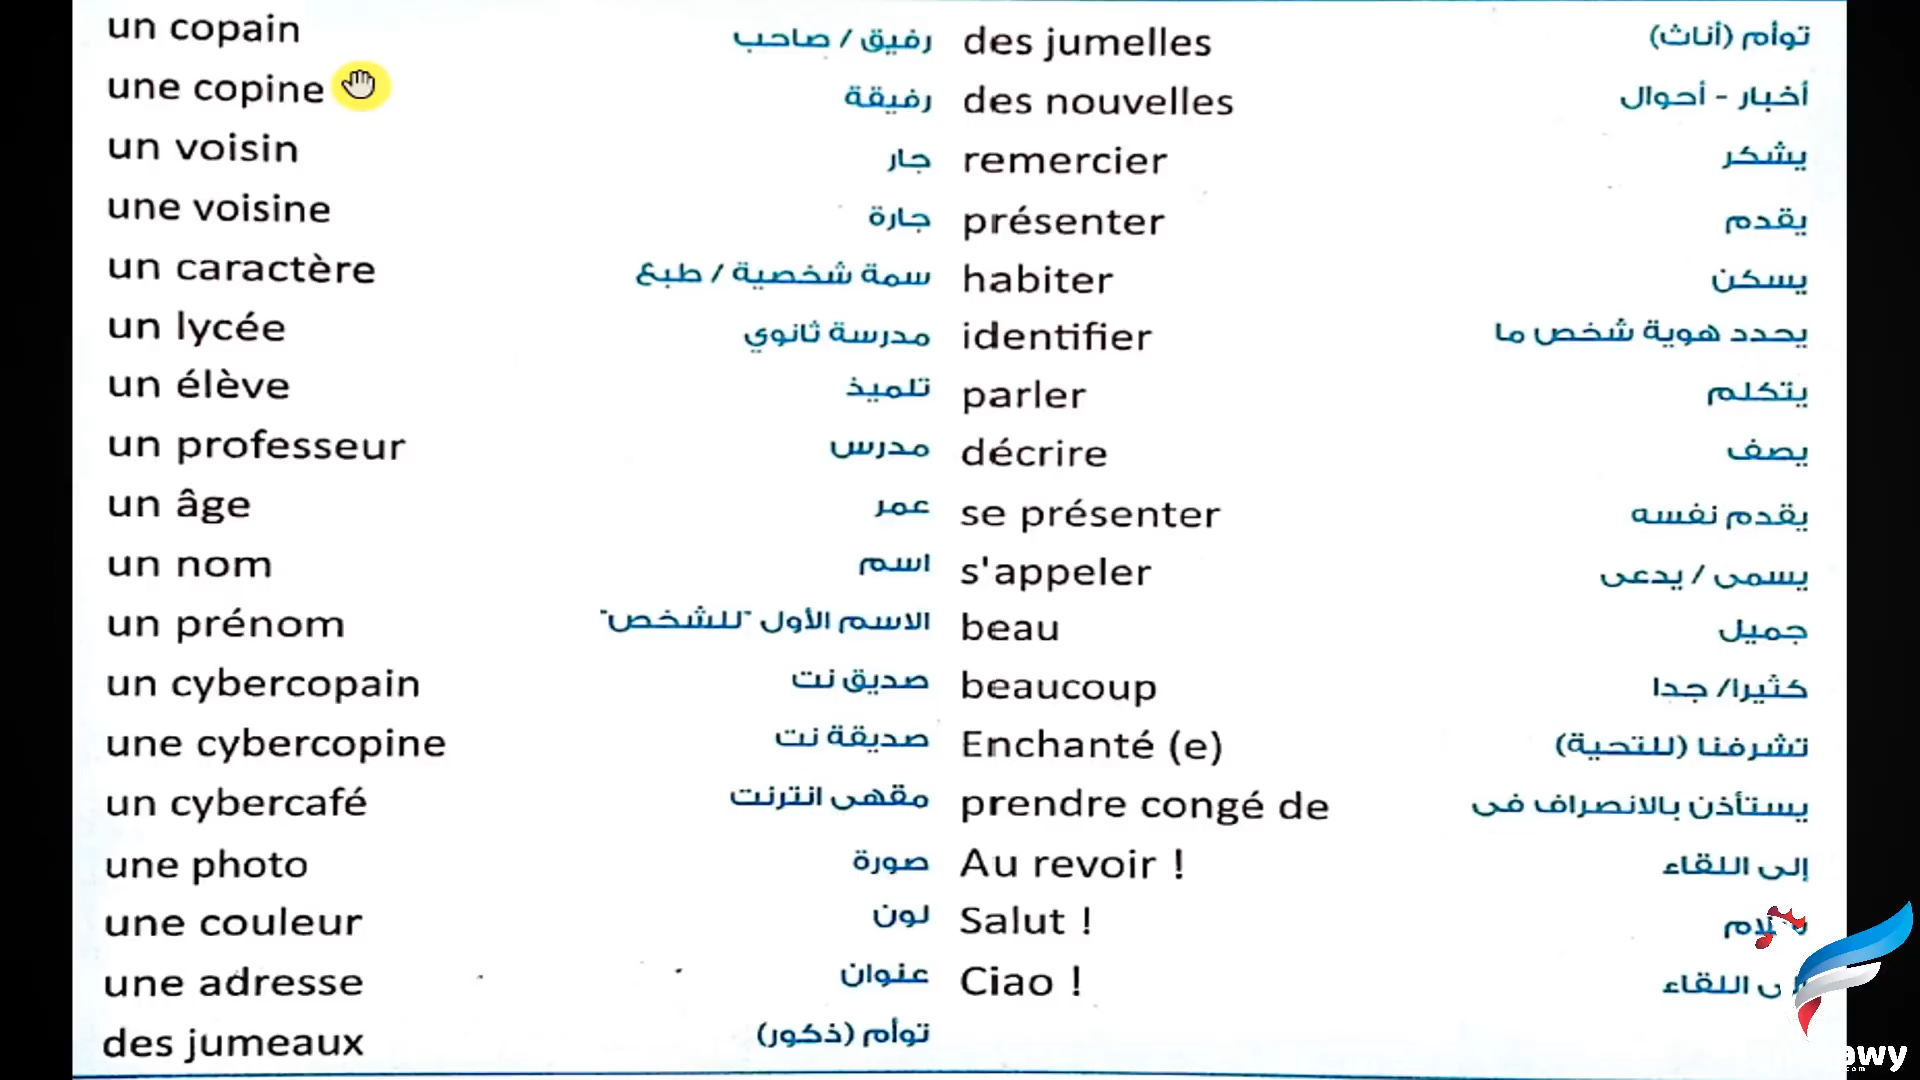 un copain رفيق / صاحب
une copine رفيقة
un voisin جار
une voisine جارة
un caractère سمة شخصية / طبع
un lycée مدرسة ثانوي
un élève تلميذ
un professeur مدرس
un âge عمر
un nom اسم
un prénom الاسم الأول "للشخص"
un cybercopain صديق نت
une cybercopine صديقة نت
un cybercafé مقهى انترنت
une photo صورة
une couleur لون
une adresse عنوان
des jumeaux توأم (ذكور)
des jumelles توأم (أناث)
des nouvelles أخبار - أحوال
remercier يشكر
présenter يقدم
habiter يسكن
identifier يحدد هوية شخص ما
parler يتكلم
décrire يصف
se présenter يقدم نفسه
s'appeler يسمى / يدعى
beau جميل
beaucoup كثيرا/ جدا
Enchanté (e) تشرفنا (للتحية)
prendre congé de يستأذن بالانصراف فى
Au revoir ! إلى اللقاء
Salut !
Ciao ! اللقاء